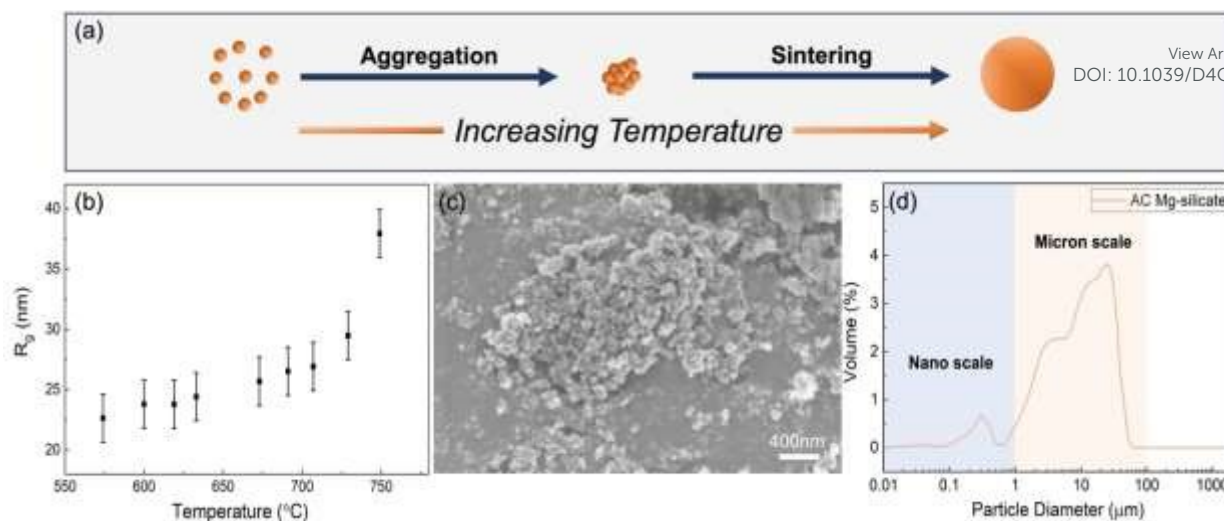 (a)
Aggregation
Sintering
Increasing Temperature
View Ar
DOI: 10.1039/D4C
(b)
40
35
30
25
20
Rg (nm)
550
600
650
700
750
Temperature (°C)
(c)
400nm
(d)
AC Mg-silicate
Micron scale
Nano scale
5
4
3
2
1
0
Volume (%)
0.01
0.1
1
10
100
1000
Particle Diameter (μm)